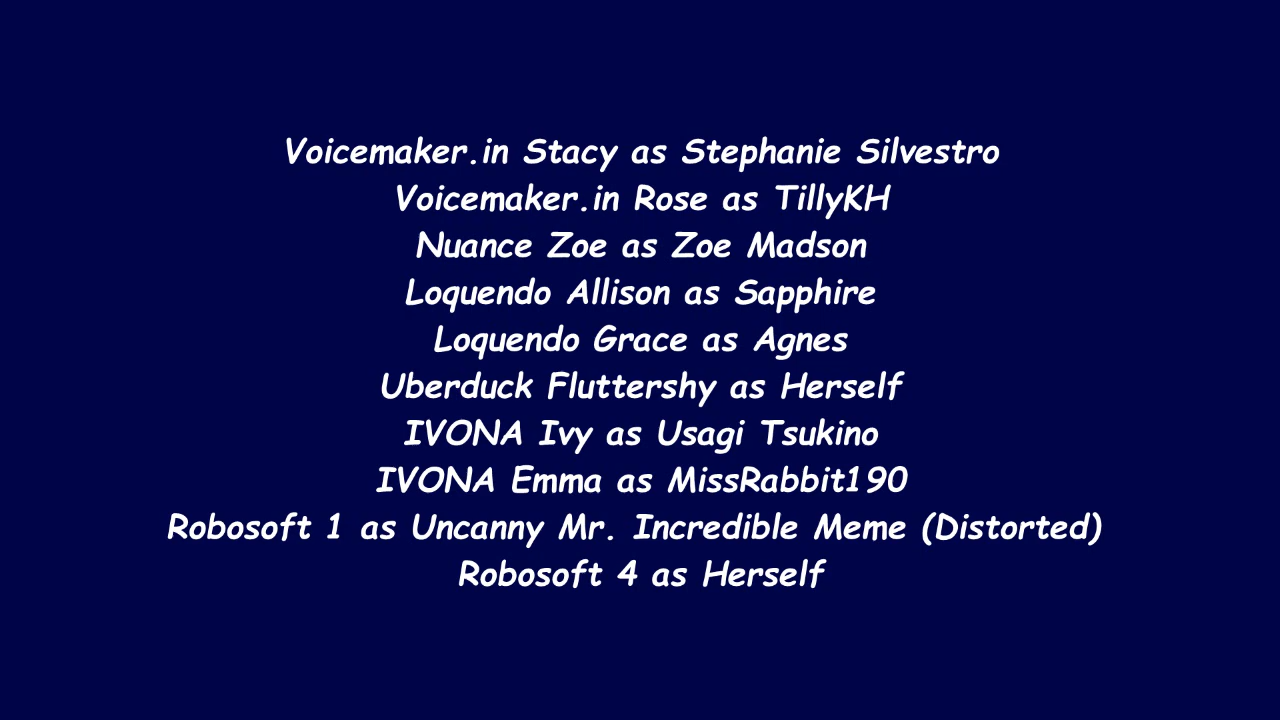 Voicemaker.in Stacy as Stephanie Silvestro
Voicemaker.in Rose as TillyKH
Nuance Zoe as Zoe Madson
Loquendo Allison as Sapphire
Loquendo Grace as Agnes
Uberduck Fluttershy as Herself
IVONA Ivy as Usagi Tsukino
IVONA Emma as MissRabbit190
Robosoft 1 as Uncanny Mr. Incredible Meme (Distorted)
Robosoft 4 as Herself